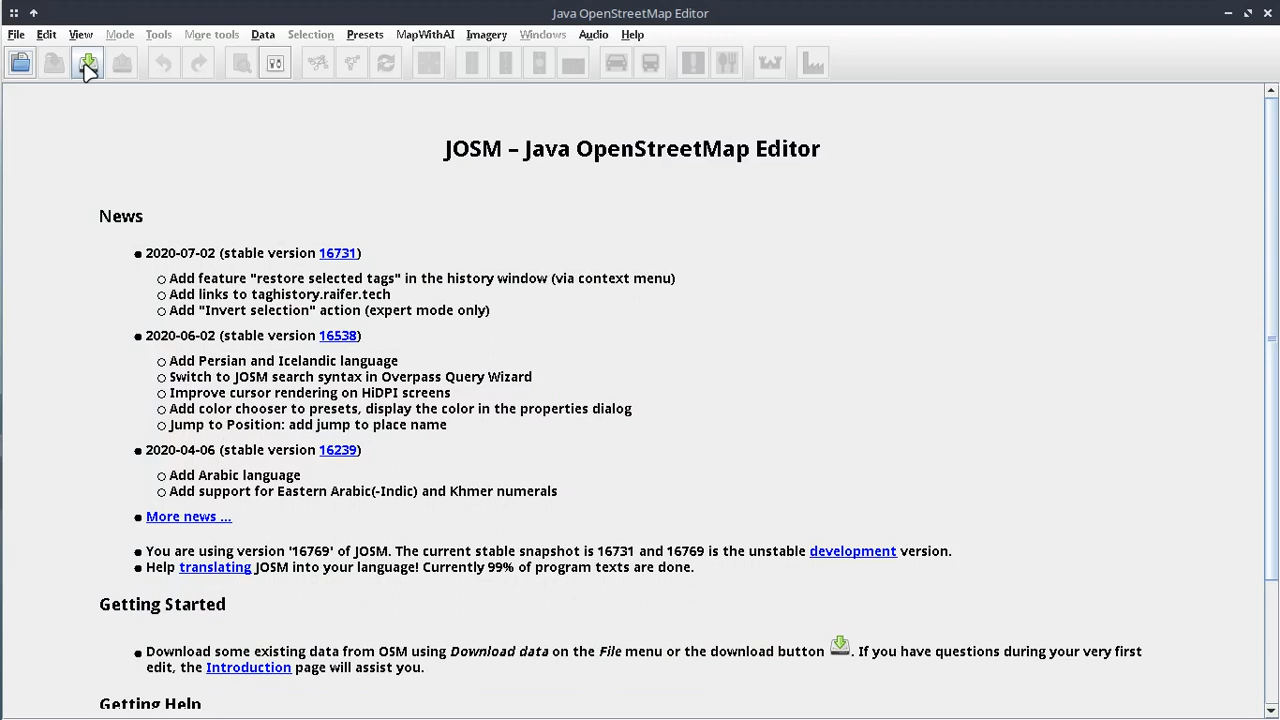 Java OpenStreetMap Editor
File Edit View Mode Tools More tools Data Selection Presets MapWithAI Imagery Windows Audio Help
JOSM – Java OpenStreetMap Editor
News
2020-07-02 (stable version 16731)
Add feature "restore selected tags" in the history window (via context menu)
Add links to taghistory.raifer.tech
Add "Invert selection" action (expert mode only)
2020-06-02 (stable version 16538)
Add Persian and Icelandic language
Switch to JOSM search syntax in Overpass Query Wizard
Improve cursor rendering on HiDPI screens
Add color chooser to presets, display the color in the properties dialog
Jump to Position: add jump to place name
2020-04-06 (stable version 16239)
Add Arabic language
Add support for Eastern Arabic(-Indic) and Khmer numerals
More news ...
You are using version '16769' of JOSM. The current stable snapshot is 16731 and 16769 is the unstable development version.
Help translating JOSM into your language! Currently 99% of program texts are done.
Getting Started
Download some existing data from OSM using Download data on the File menu or the download button . If you have questions during your very first
edit, the Introduction page will assist you.
Getting Help